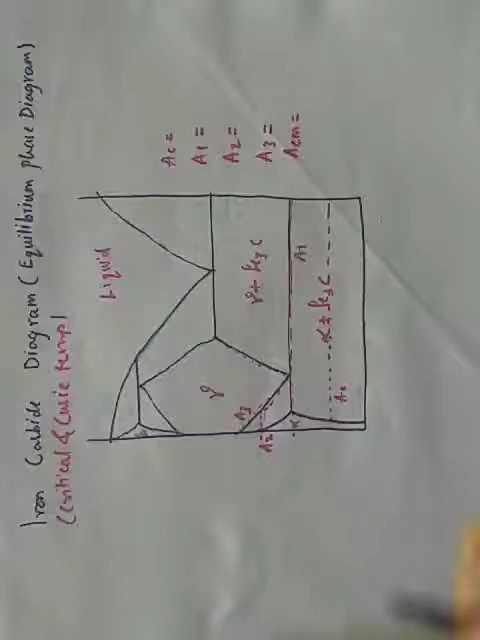 Iron Carbide Diagram (Equilibrium phase Diagram)
(Critical & Curie temp)
Liquid
δ
γ
γ + Fe3C
A3
A2
α
A1
α + Fe3C
A0
Ac =
A1 =
A2 =
A3 =
Acm =